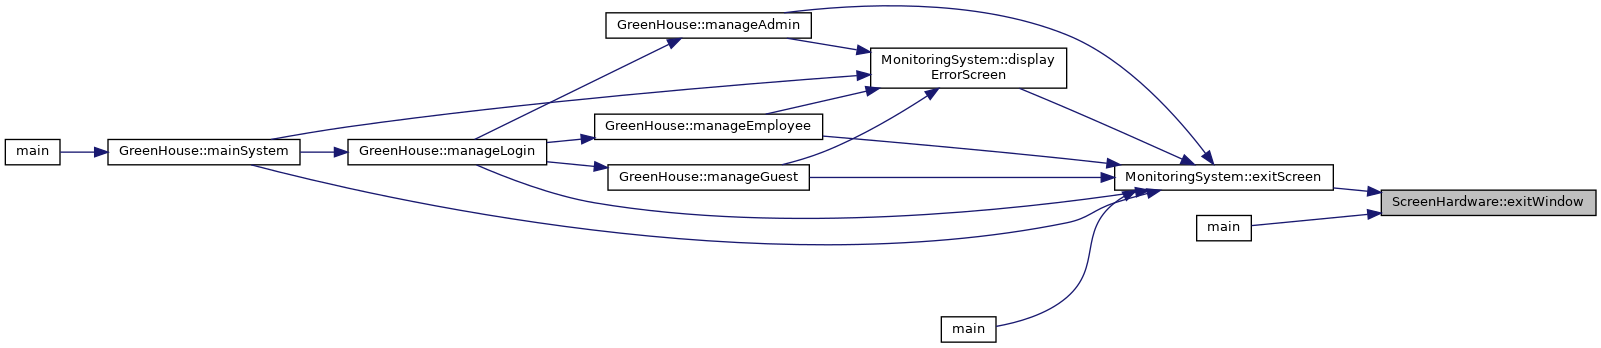 GreenHouse::manageAdmin
MonitoringSystem::display
ErrorScreen
GreenHouse::manageEmployee
main
GreenHouse::mainSystem
GreenHouse::manageLogin
GreenHouse::manageGuest
MonitoringSystem::exitScreen
ScreenHardware::exitWindow
main
main